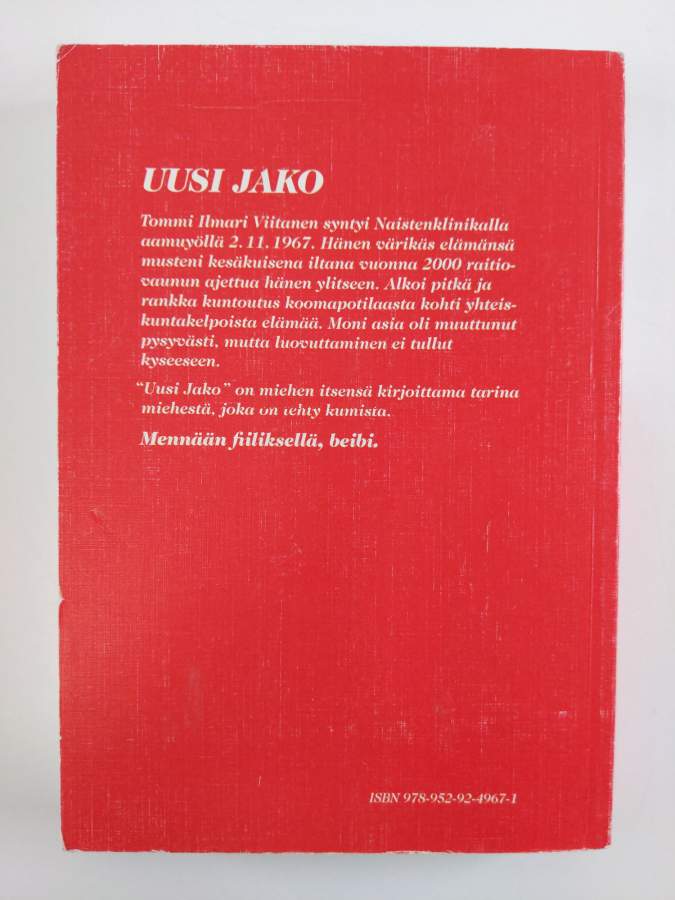 UUSI JAKO
Tommi Ilmari Viitanen syntyi Naistenklinikalla
aamuyöllä 2.11.1967. Hänen värikäs elämänsä
musteni kesäkuisena iltana vuonna 2000 raitio-
vaunun ajettua hänen ylitseen. Alkoi pitkä ja
rankka kuntoutus koomapotilaasta kohti yhteis-
kuntakelpoista elämää. Moni asia oli muuttunut
pysyvästi, mutta luovuttaminen ei tullut
kyseeseen.
"Uusi Jako" on miehen itsensä kirjoittama tarina
miehestä, joka on tehty kumista.
Mennään fiiliksellä, beibi.
ISBN 978-952-92-4967-1